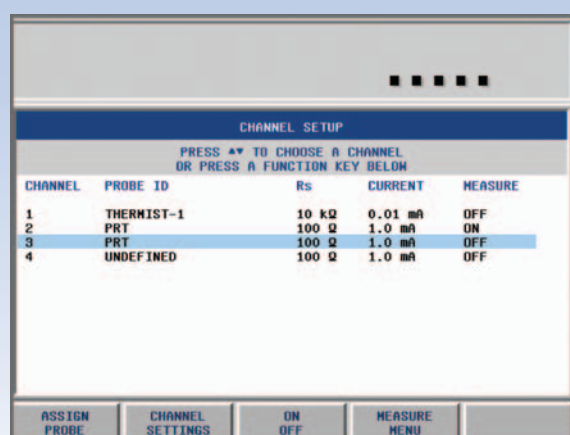 CHANNEL SETUP
PRESS ▲▼ TO CHOOSE A CHANNEL
OR PRESS A FUNCTION KEY BELOW
CHANNEL PROBE ID Rs CURRENT MEASURE
1 THERMIST-1 10 kΩ 0.01 mA OFF
2 PRT 100 Ω 1.0 mA ON
3 PRT 100 Ω 1.0 mA OFF
4 UNDEFINED 100 Ω 1.0 mA OFF
ASSIGN PROBE CHANNEL SETTINGS ON OFF MEASURE MENU